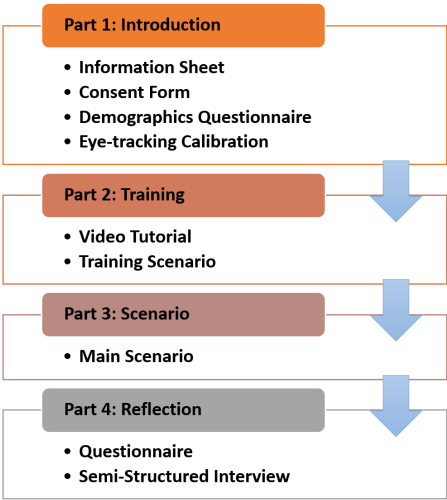 Part 1: Introduction
• Information Sheet
• Consent Form
• Demographics Questionnaire
• Eye-tracking Calibration
Part 2: Training
• Video Tutorial
• Training Scenario
Part 3: Scenario
• Main Scenario
Part 4: Reflection
• Questionnaire
• Semi-Structured Interview